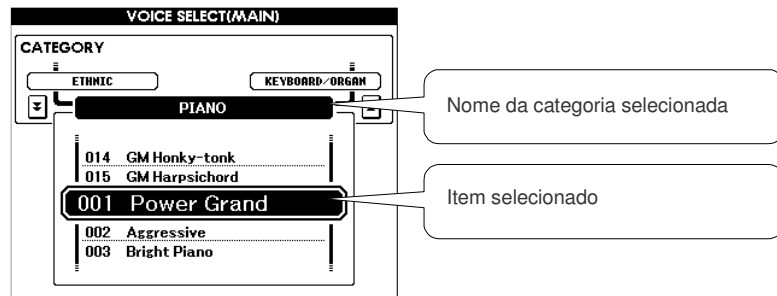 VOICE SELECT(MAIN)
CATEGORY
ETHNIC
KEYBOARD/ORGAN
PIANO
Nome da categoria selecionada
014 GM Honky-tonk
015 GM Harpsichord
001 Power Grand
Item selecionado
002 Aggressive
003 Bright Piano